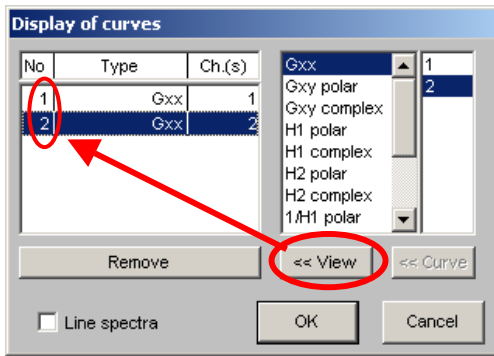 Display of curves
No Type Ch.(s)
1 Gxx 1
2 Gxx 2
Gxx
Gxy polar
Gxy complex
H1 polar
H1 complex
H2 polar
H2 complex
1/H1 polar
1
2
Remove
<< View
<< Curve
Line spectra
OK
Cancel